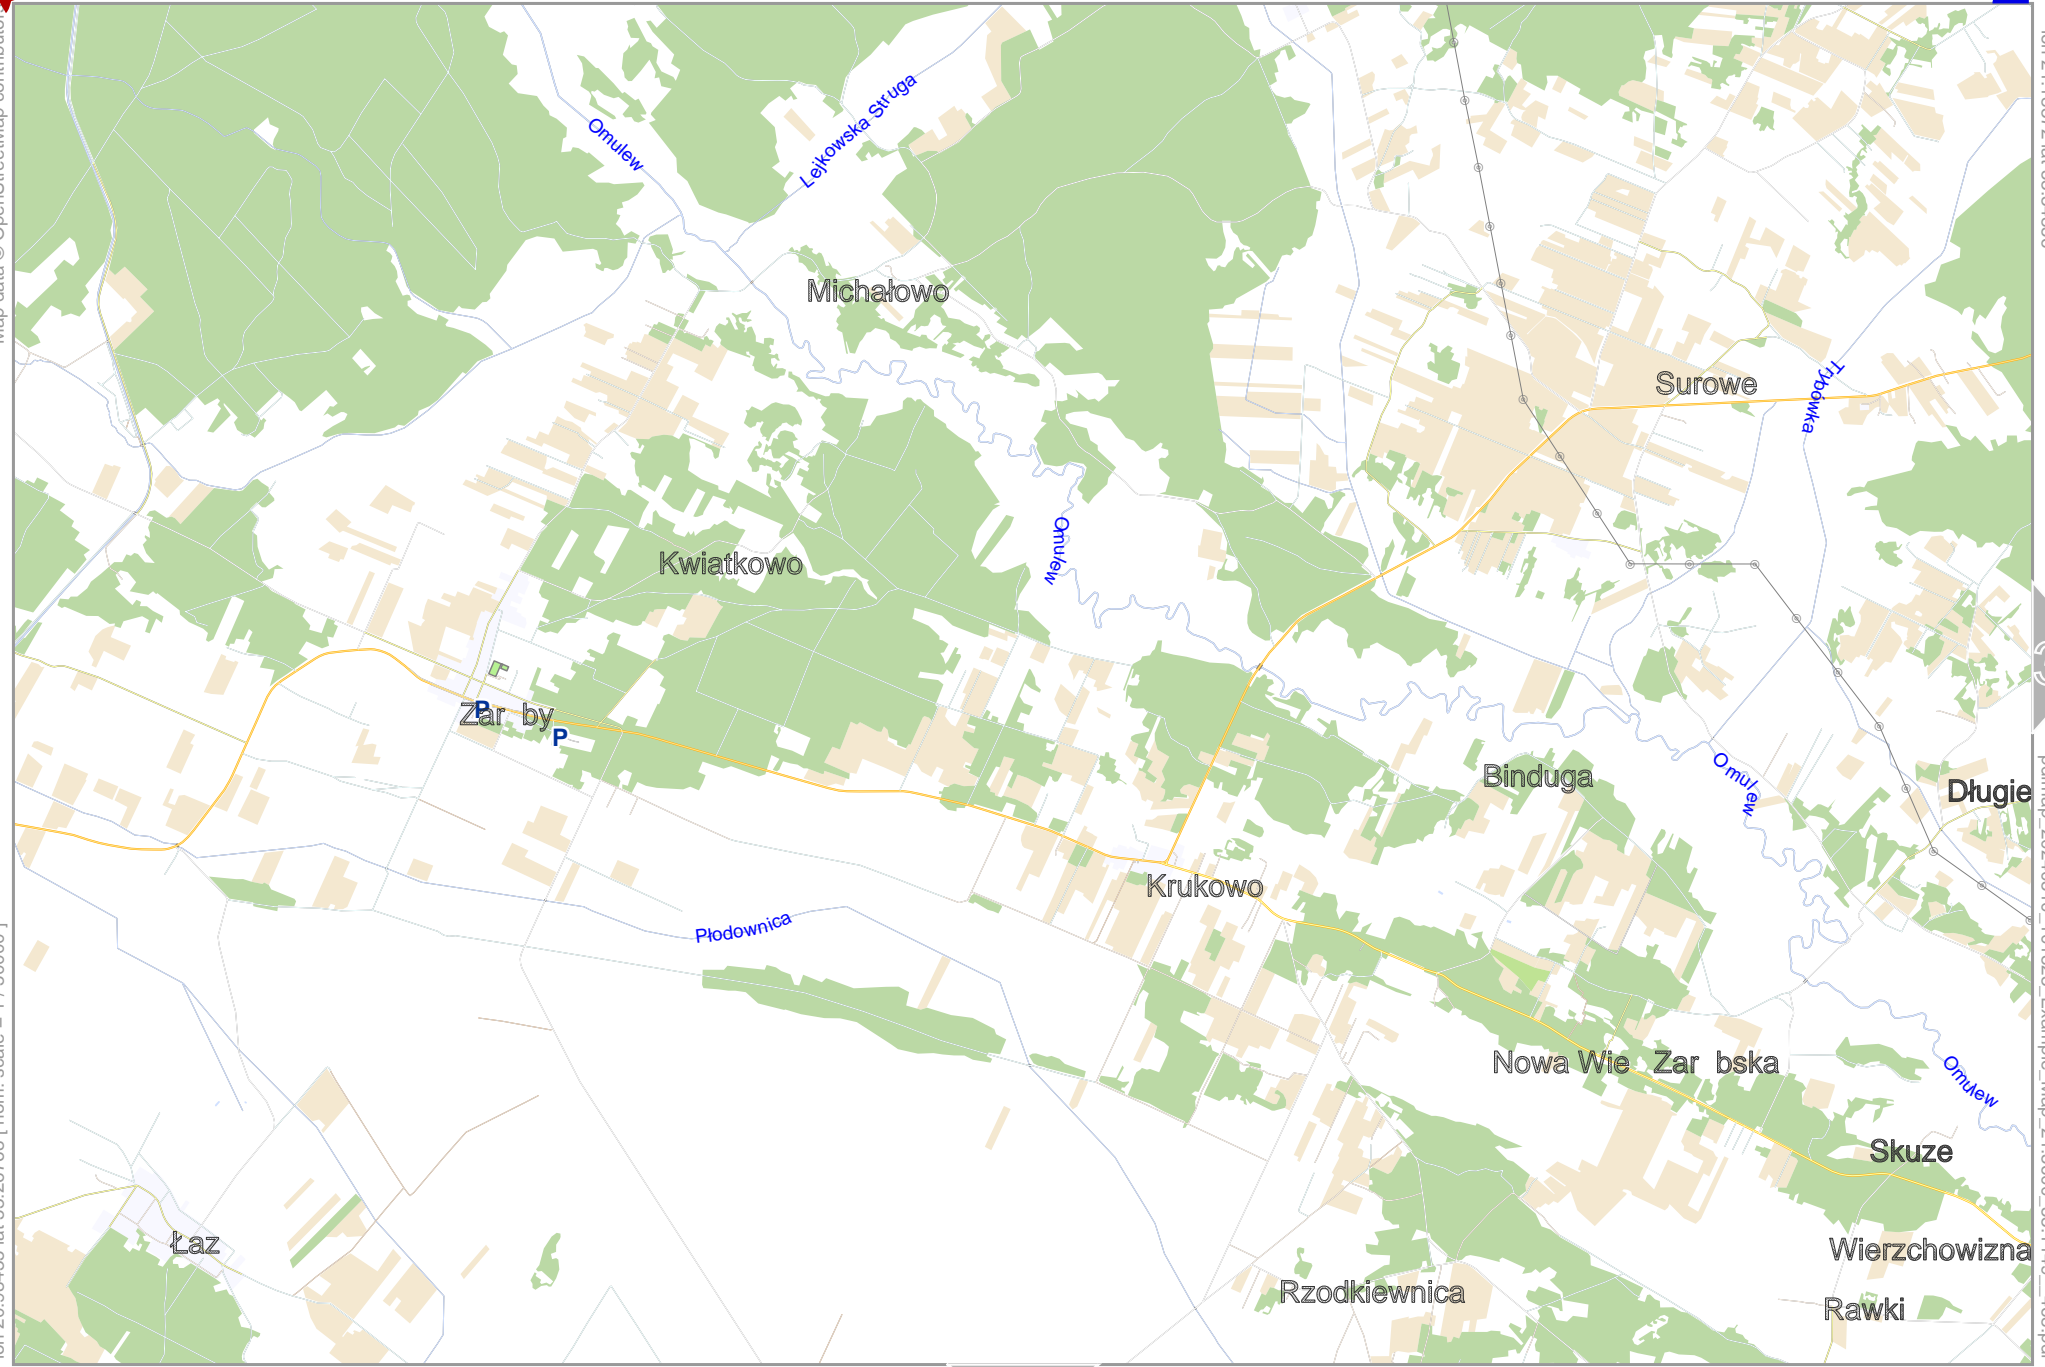 Omulew
Lejkowska Struga
Michałowo
Surowe
Trybówka
Omulew
Kwiatkowo
P
Zar by
P
Binduga
Omulew
Długie
Krukowo
Płodownica
Nowa Wie Zar bska
Omulew
Skuze
Łaz
Wierzchowizna
Rzodkiewnica
Rawki